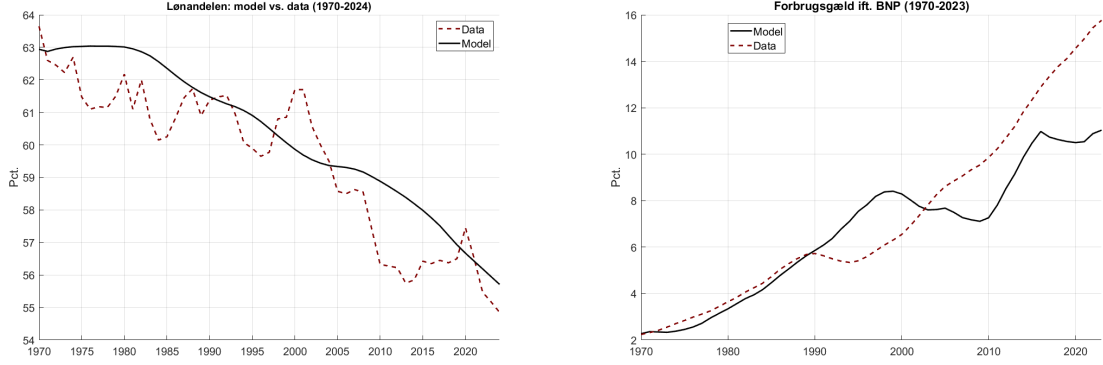 Lønandelen: model vs. data (1970-2024)
Data
Model
Pct.
64
63
62
61
60
59
58
57
56
55
54
1970 1975 1980 1985 1990 1995 2000 2005 2010 2015 2020
Forbrugsgæld ift. BNP (1970-2023)
Model
Data
Pct.
16
14
12
10
8
6
4
2
1970 1980 1990 2000 2010 2020